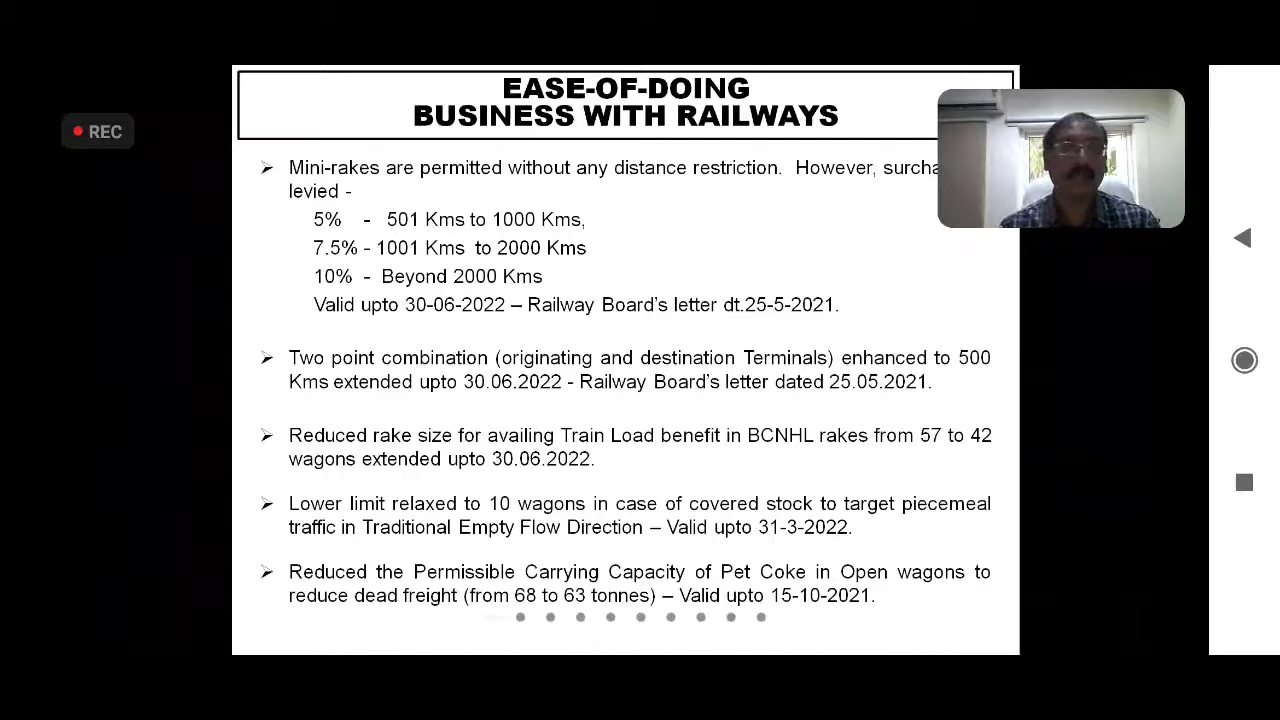 REC
EASE-OF-DOING
BUSINESS WITH RAILWAYS
➢ Mini-rakes are permitted without any distance restriction. However,
levied -
5% - 501 Kms to 1000 Kms,
7.5% - 1001 Kms to 2000 Kms
10% - Beyond 2000 Kms
Valid upto 30-06-2022 – Railway Board's letter dt.25-5-2021.
➢ Two point combination (originating and destination Terminals) enhanced to 500
Kms extended upto 30.06.2022 - Railway Board's letter dated 25.05.2021.
➢ Reduced rake size for availing Train Load benefit in BCNHL rakes from 57 to 42
wagons extended upto 30.06.2022.
➢ Lower limit relaxed to 10 wagons in case of covered stock to target piecemeal
traffic in Traditional Empty Flow Direction – Valid upto 31-3-2022.
➢ Reduced the Permissible Carrying Capacity of Pet Coke in Open wagons to
reduce dead freight (from 68 to 63 tonnes) – Valid upto 15-10-2021.